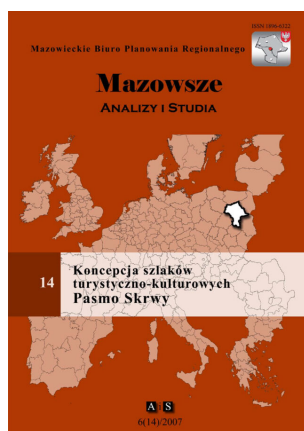 ISSN 1896-6322
Mazowieckie Biuro Planowania Regionalnego
Mazowsze
ANALIZY I STUDIA
14
Koncepcja szlaków
turystyczno-kulturowych
Pasmo Skrwy
A S
6(14)/2007